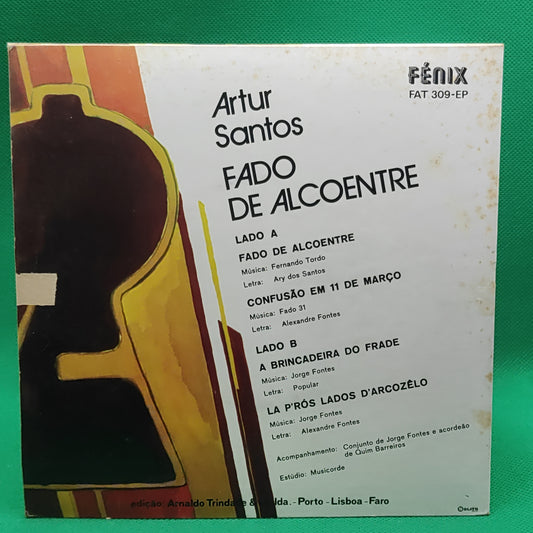 FÉNIX
FAT 309-EP
Artur
Santos
FADO
DE ALCOENTRE
LADO A
FADO DE ALCOENTRE
Música: Fernando Tordo
Letra: Ary dos Santos
CONFUSÃO EM 11 DE MARÇO
Música: Fado 31
Letra: Alexandre Fontes
LADO B
A BRINCADEIRA DO FRADE
Música: Jorge Fontes
Letra: Popular
LA P'RÓS LADOS D'ARCOZÊLO
Música: Jorge Fontes
Letra: Alexandre Fontes
Acompanhamento: Conjunto de Jorge Fontes e acordeão
de Quim Barreiros
Estúdio: Musicorde
edição: Arnaldo Trindade & lda. - Porto - Lisboa - Faro